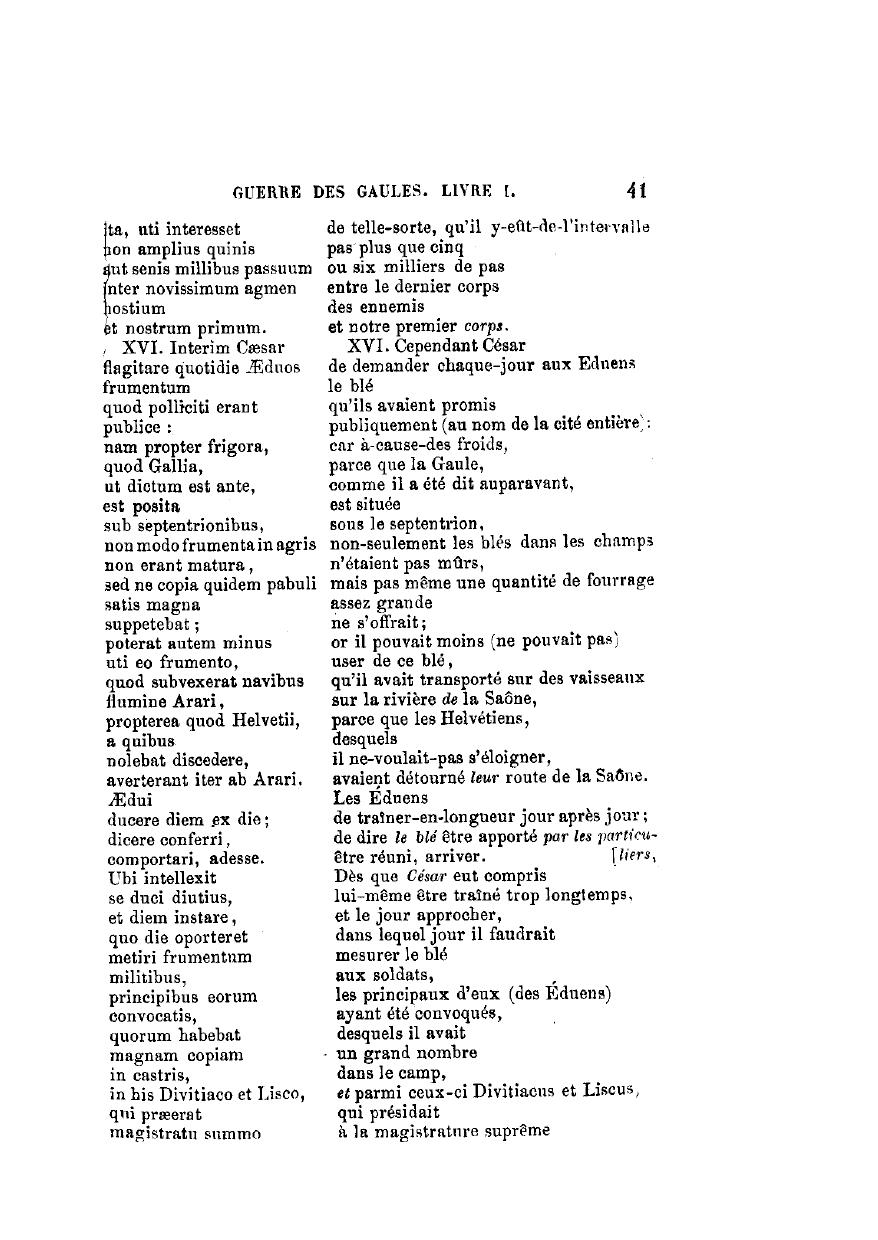 GUERRE DES GAULES. LIVRE I. 41
ita, uti interesset de telle-sorte, qu'il y-eût-de-l'intervalle
non amplius quinis pas plus que cinq
aut senis millibus passuum ou six milliers de pas
inter novissimum agmen entre le dernier corps
hostium des ennemis
et nostrum primum. et notre premier corps.
XVI. Interim Cæsar XVI. Cependant César
flagitare quotidie Æduos de demander chaque-jour aux Éduens
frumentum le blé
quod polliciti erant qu'ils avaient promis
publice : publiquement (au nom de la cité entière) :
nam propter frigora, car à-cause-des froids,
quod Gallia, parce que la Gaule,
ut dictum est ante, comme il a été dit auparavant,
est posita est située
sub septentrionibus, sous le septentrion,
non modo frumenta in agris non-seulement les blés dans les champs
non erant matura, n'étaient pas mûrs,
sed ne copia quidem pabuli mais pas même une quantité de fourrage
satis magna assez grande
suppetebat ; ne s'offrait ;
poterat autem minus or il pouvait moins (ne pouvait pas)
uti eo frumento, user de ce blé,
quod subvexerat navibus qu'il avait transporté sur des vaisseaux
flumine Arari, sur la rivière de la Saône,
propterea quod Helvetii, parce que les Helvétiens,
a quibus desquels
nolebat discedere, il ne-voulait-pas s'éloigner,
averterant iter ab Arari. avaient détourné leur route de la Saône.
Ædui Les Éduens
ducere diem ex die ; de traîner-en-longueur jour après jour ;
dicere conferri, de dire le blé être apporté par les particu-
comportari, adesse. être réuni, arriver. [liers,
Ubi intellexit Dès que César eut compris
se duci diutius, lui-même être traîné trop longtemps,
et diem instare, et le jour approcher,
quo die oporteret dans lequel jour il faudrait
metiri frumentum mesurer le blé
militibus, aux soldats,
principibus eorum les principaux d'eux (des Éduens)
convocatis, ayant été convoqués,
quorum habebat desquels il avait
magnam copiam un grand nombre
in castris, dans le camp,
in his Divitiaco et Lisco, et parmi ceux-ci Divitiacus et Liscus,
qui præerat qui présidait
magistratu summo à la magistrature suprême